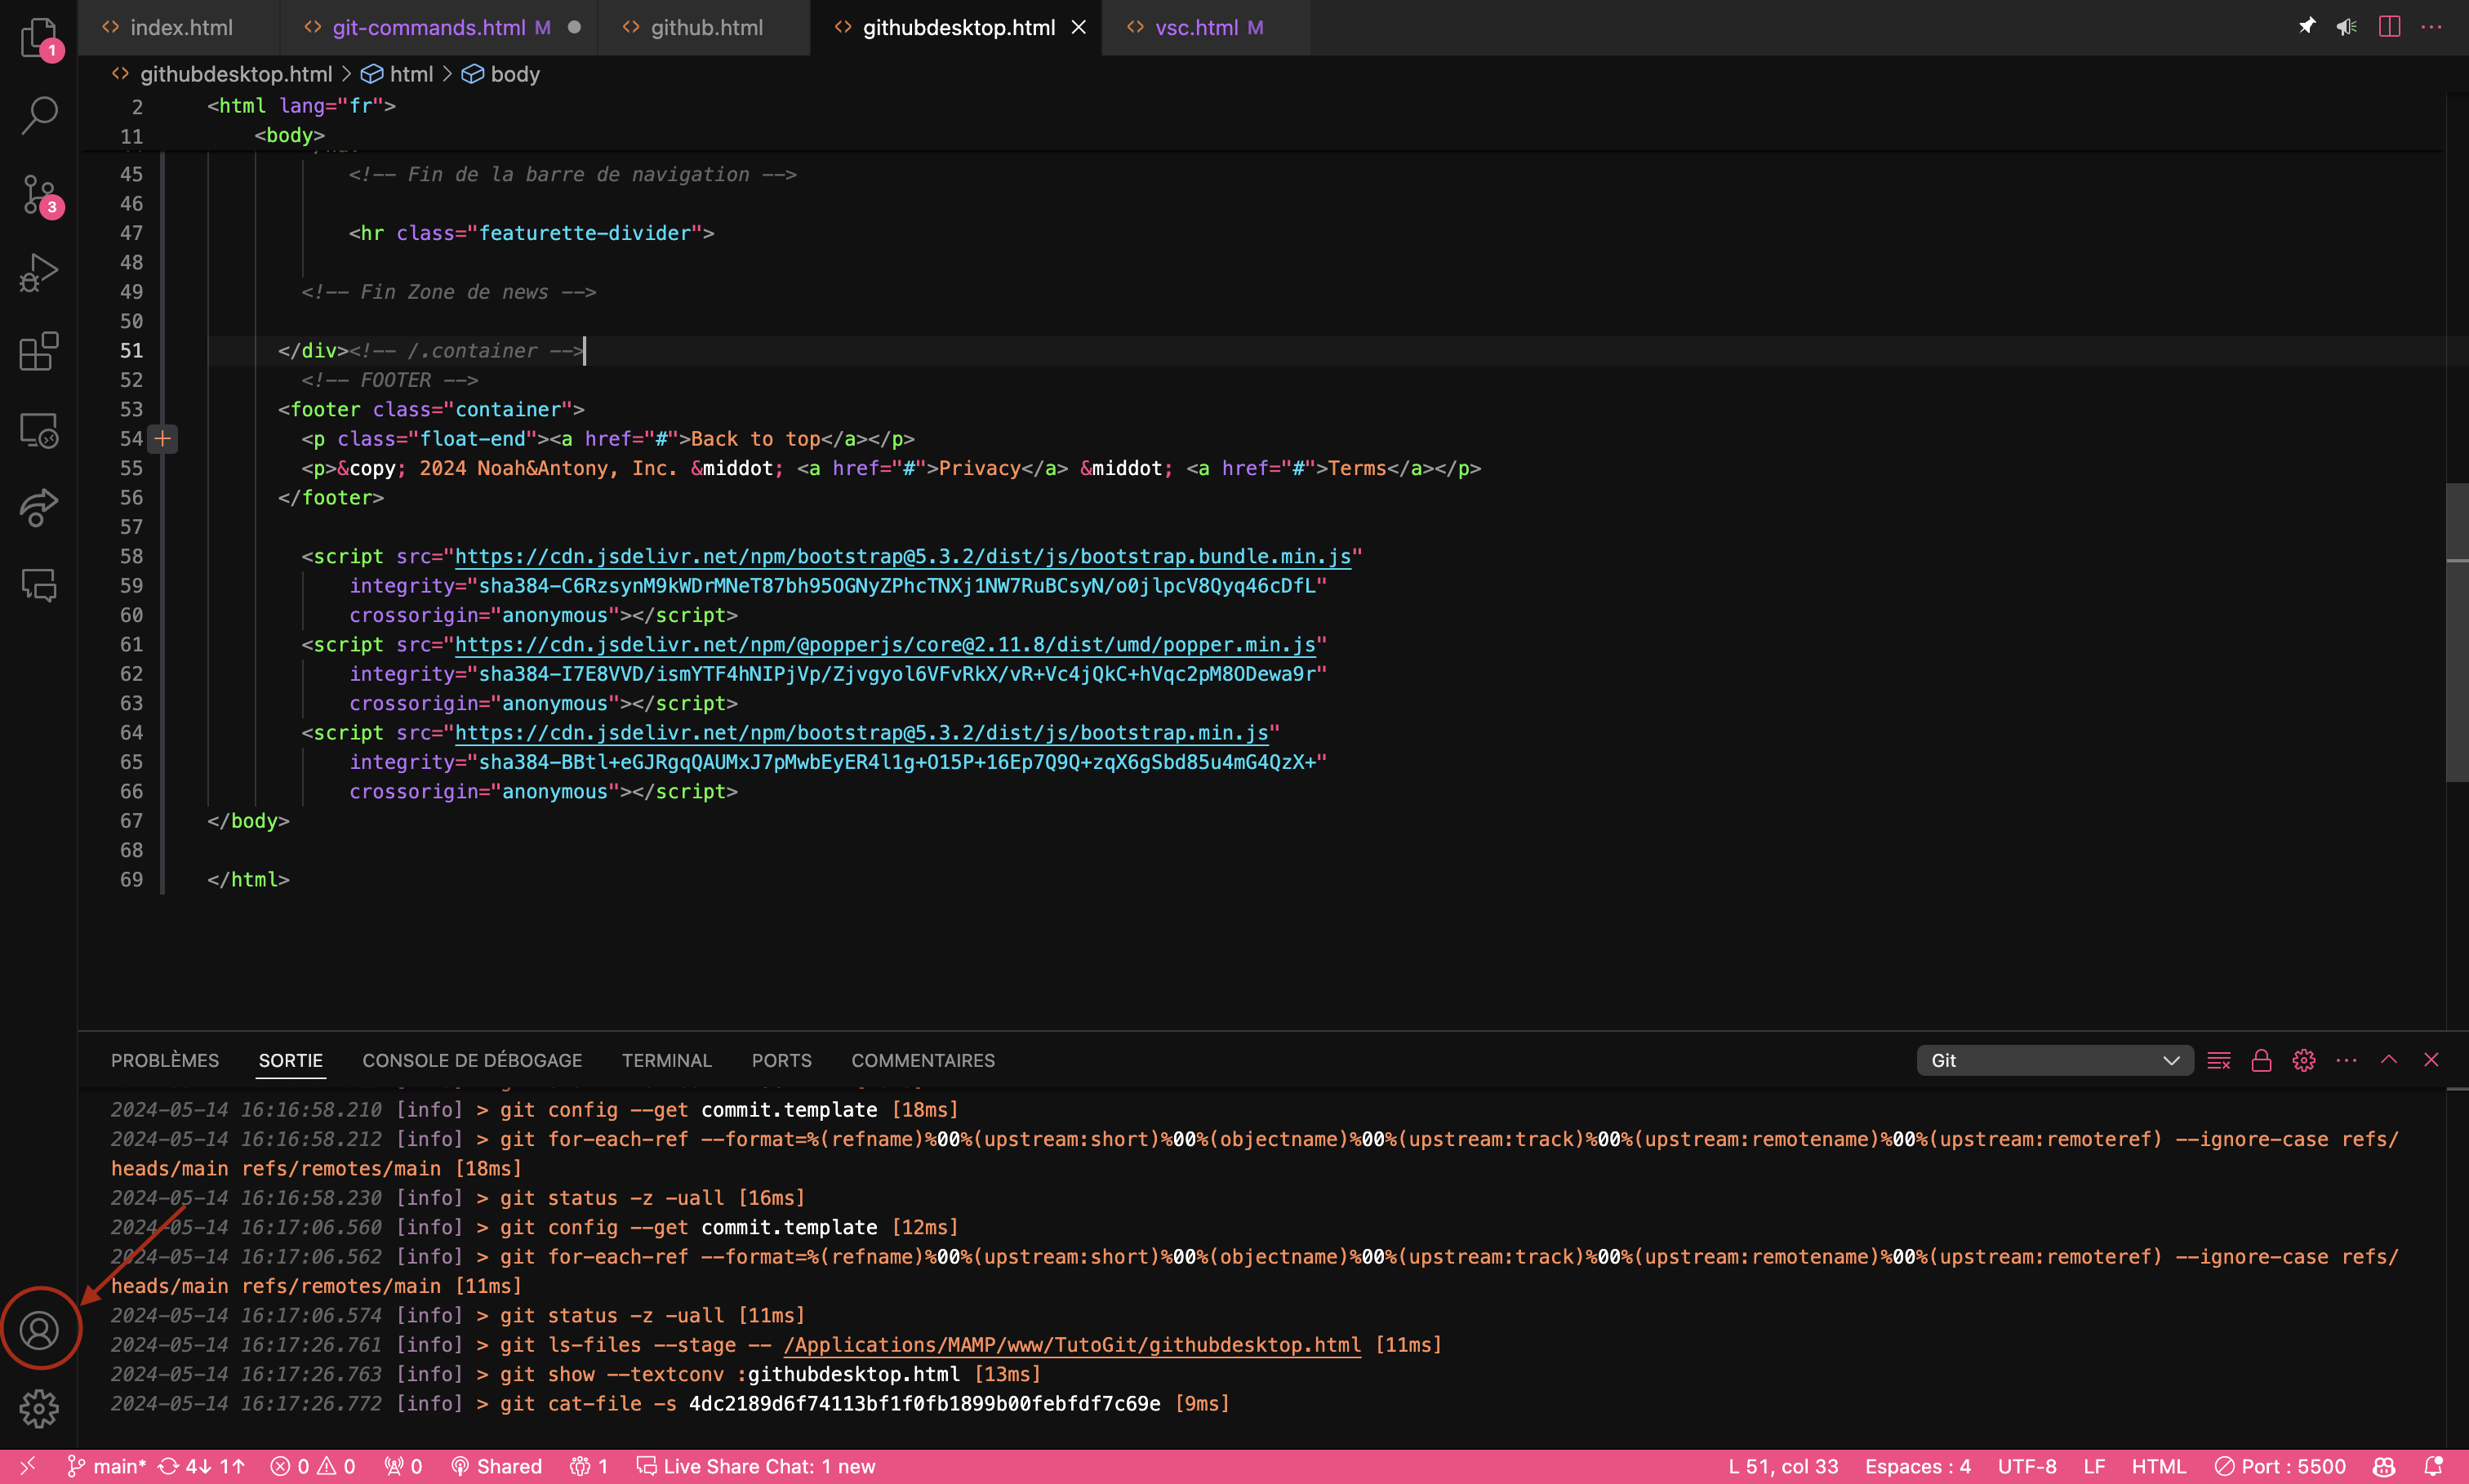 1
3
index.html
git-commands.html M
github.html
githubdesktop.html
vsc.html M
githubdesktop.html > html > body
2 <html lang="fr">
11 <body>
45 <!-- Fin de la barre de navigation -->
46
47 <hr class="featurette-divider">
48
49 <!-- Fin Zone de news -->
50
51 </div><!-- /.container -->
52 <!-- FOOTER -->
53 <footer class="container">
54 <p class="float-end"><a href="#">Back to top</a></p>
55 <p>&copy; 2024 Noah&Antony, Inc. &middot; <a href="#">Privacy</a> &middot; <a href="#">Terms</a></p>
56 </footer>
57
58 <script src="https://cdn.jsdelivr.net/npm/bootstrap@5.3.2/dist/js/bootstrap.bundle.min.js"
59 integrity="sha384-C6RzsynM9kWDrMNeT87bh95OGNyZPhcTNXj1NW7RuBCsyN/o0jlpcV8Qyq46cDfL"
60 crossorigin="anonymous"></script>
61 <script src="https://cdn.jsdelivr.net/npm/@popperjs/core@2.11.8/dist/umd/popper.min.js"
62 integrity="sha384-I7E8VVD/ismYTF4hNIPjVp/Zjvgyol6VFvRkX/vR+Vc4jQkC+hVqc2pM8ODewa9r"
63 crossorigin="anonymous"></script>
64 <script src="https://cdn.jsdelivr.net/npm/bootstrap@5.3.2/dist/js/bootstrap.min.js"
65 integrity="sha384-BBtl+eGJRgqQAUMxJ7pMwbEyER4l1g+O15P+16Ep7Q9Q+zqX6gSbd85u4mG4QzX+"
66 crossorigin="anonymous"></script>
67 </body>
68
69 </html>
PROBLÈMES SORTIE CONSOLE DE DÉBOGAGE TERMINAL PORTS COMMENTAIRES Git
2024-05-14 16:16:58.210 [info] > git config --get commit.template [18ms]
2024-05-14 16:16:58.212 [info] > git for-each-ref --format=%(refname)%00%(upstream:short)%00%(objectname)%00%(upstream:track)%00%(upstream:remotename)%00%(upstream:remoteref) --ignore-case refs/
heads/main refs/remotes/main [18ms]
2024-05-14 16:16:58.230 [info] > git status -z -uall [16ms]
2024-05-14 16:17:06.560 [info] > git config --get commit.template [12ms]
2024-05-14 16:17:06.562 [info] > git for-each-ref --format=%(refname)%00%(upstream:short)%00%(objectname)%00%(upstream:track)%00%(upstream:remotename)%00%(upstream:remoteref) --ignore-case refs/
heads/main refs/remotes/main [11ms]
2024-05-14 16:17:06.574 [info] > git status -z -uall [11ms]
2024-05-14 16:17:26.761 [info] > git ls-files --stage -- /Applications/MAMP/www/TutoGit/githubdesktop.html [11ms]
2024-05-14 16:17:26.763 [info] > git show --textconv :githubdesktop.html [13ms]
2024-05-14 16:17:26.772 [info] > git cat-file -s 4dc2189d6f74113bf1f0fb1899b00febfdf7c69e [9ms]
main* 4↓ 1↑ 0 0 0 Shared 1 Live Share Chat: 1 new L 51, col 33 Espaces : 4 UTF-8 LF HTML Port : 5500